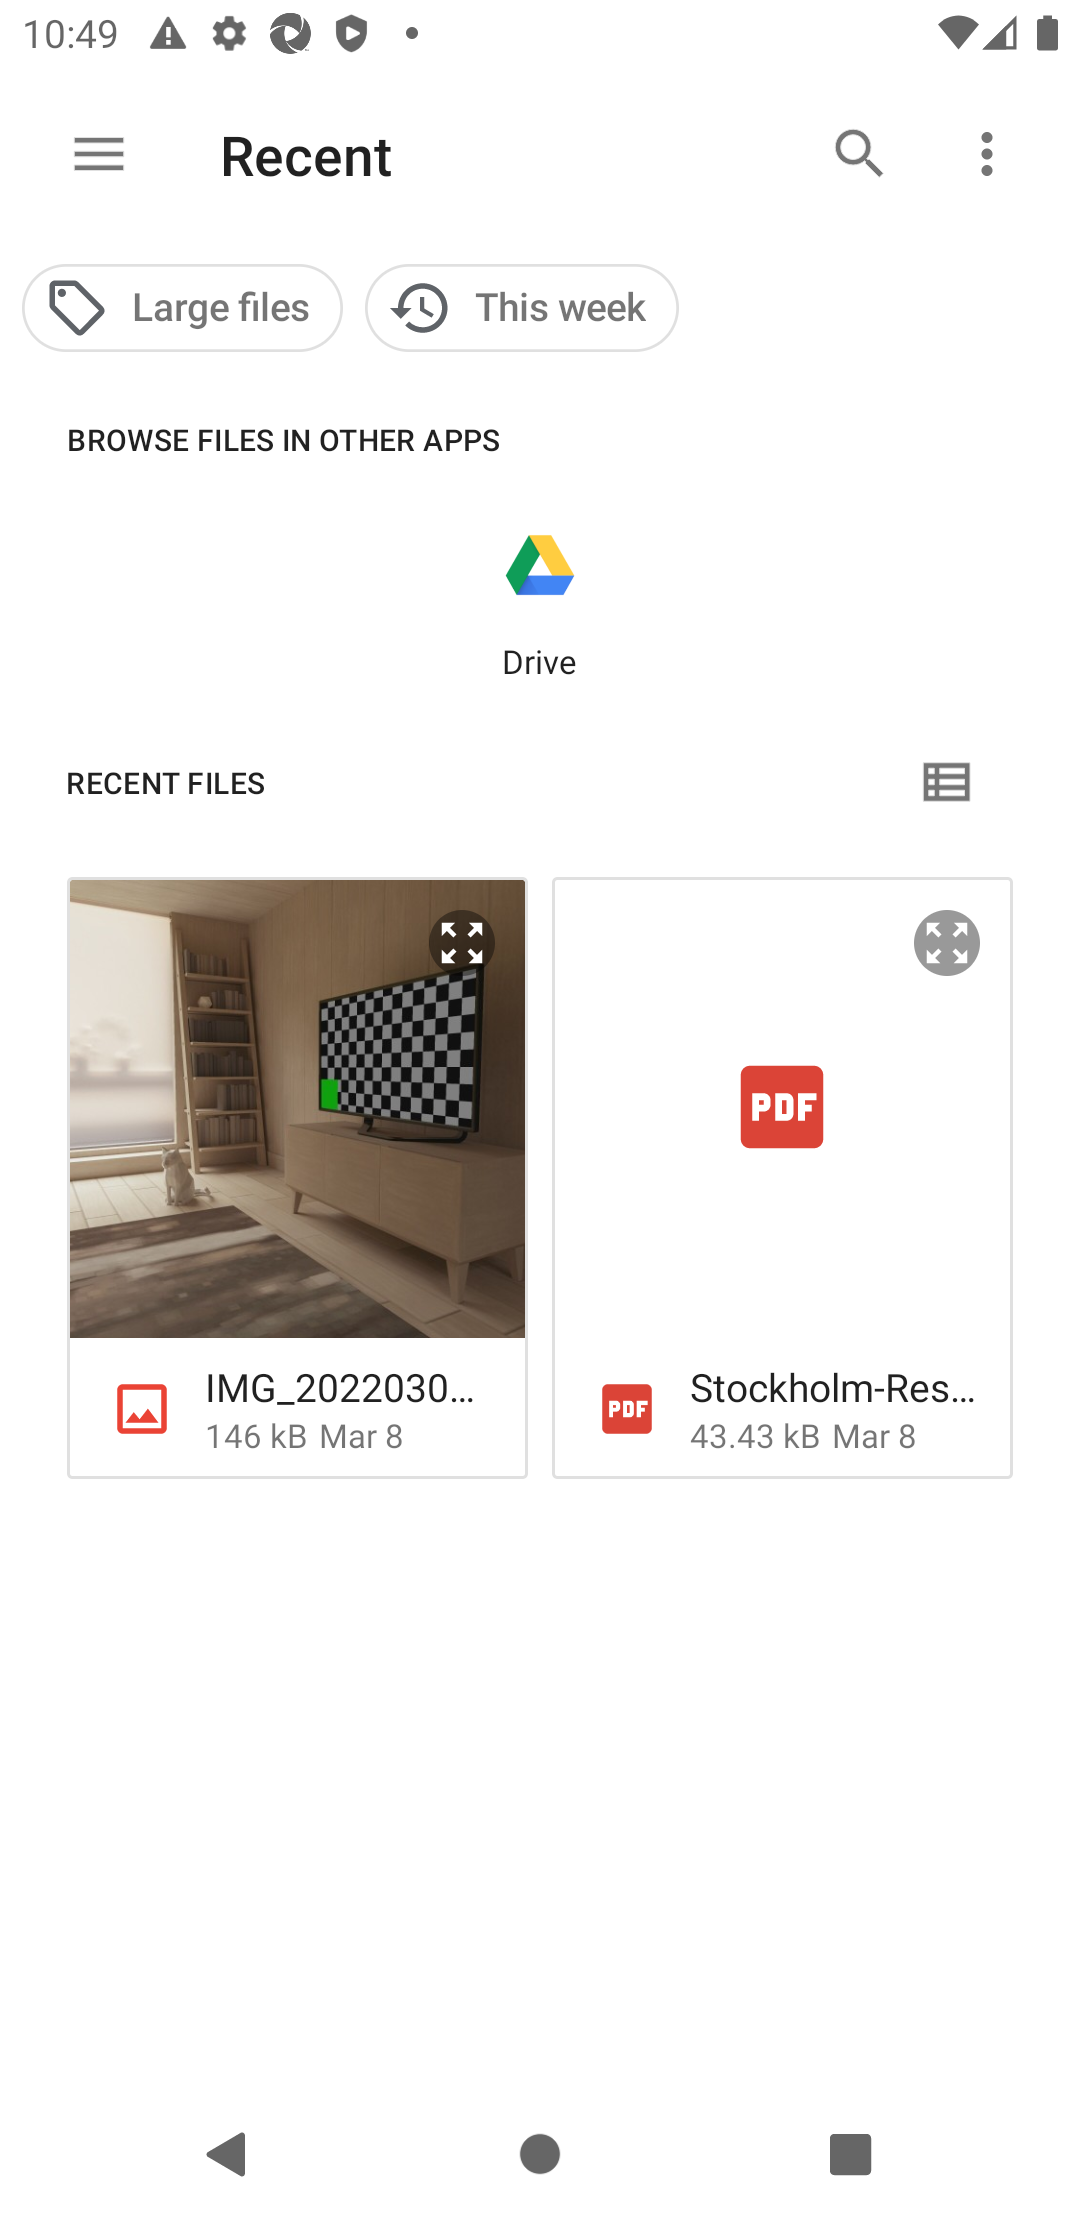 10:49
Recent
Large files
This week
BROWSE FILES IN OTHER APPS
Drive
RECENT FILES
PDF
IMG_2022030...
146 kB Mar 8
PDF
Stockholm-Res...
43.43 kB Mar 8